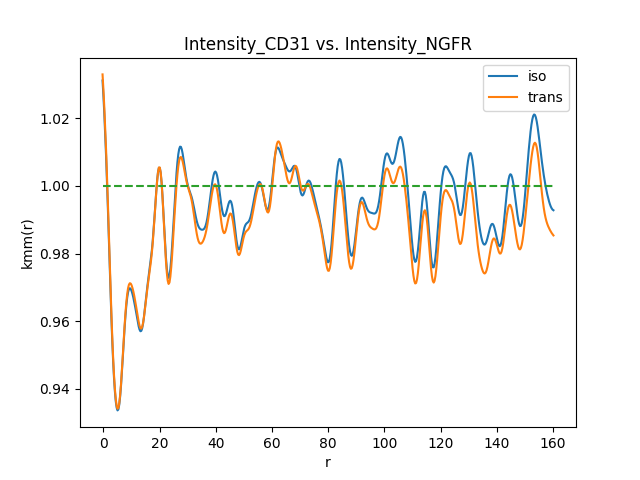 Intensity_CD31 vs. Intensity_NGFR
iso
trans
1.02
1.00
0.98
0.96
0.94
kmm(r)
0 20 40 60 80 100 120 140 160
r